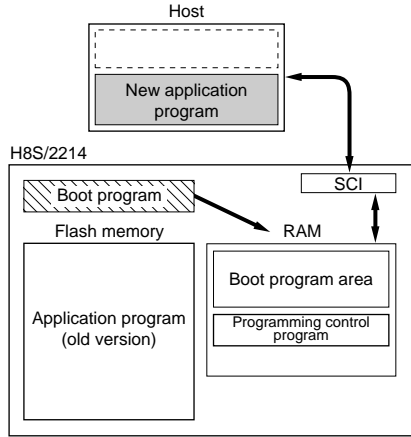 Host
New application
program
H8S/2214
SCI
Boot program
Flash memory
RAM
Boot program area
Application program
(old version)
Programming control
program